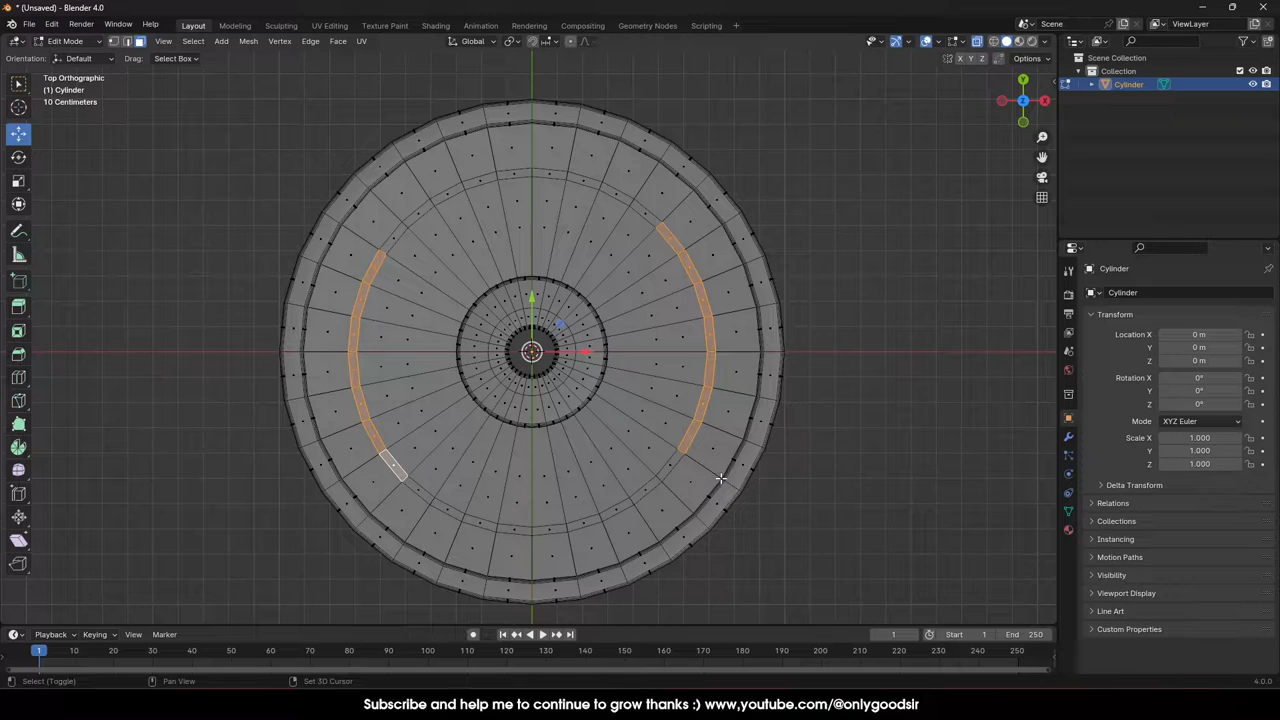 * (Unsaved) - Blender 4.0
File Edit Render Window Help Layout Modeling Sculpting UV Editing Texture Paint Shading Animation Rendering Compositing Geometry Nodes Scripting + Scene ViewLayer
Edit Mode View Select Add Mesh Vertex Edge Face UV Global
Orientation: Default Drag: Select Box X Y Z Options
Top Orthographic
(1) Cylinder
10 Centimeters
Y
Z
X
Scene Collection
Collection
Cylinder
Cylinder
Cylinder
Transform
Location X 0 m
Y 0 m
Z 0 m
Rotation X 0°
Y 0°
Z 0°
Mode XYZ Euler
Scale X 1.000
Y 1.000
Z 1.000
Delta Transform
Relations
Collections
Instancing
Motion Paths
Visibility
Viewport Display
Line Art
Custom Properties
Playback Keying View Marker 1 Start 1 End 250
1 10 20 30 40 50 60 70 80 90 100 110 120 130 140 150 160 170 180 190 200 210 220 230 240 250
Select (Toggle) Pan View Set 3D Cursor 4.0.0
Subscribe and help me to continue to grow thanks :) www.youtube.com/@onlygoodsir